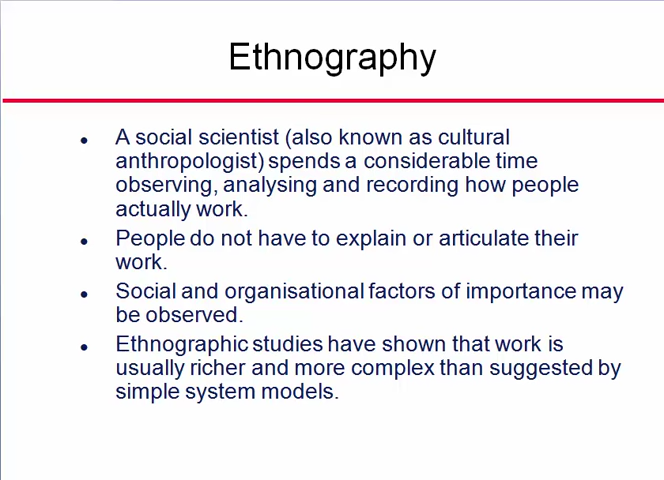 Ethnography
• A social scientist (also known as cultural
anthropologist) spends a considerable time
observing, analysing and recording how people
actually work.
• People do not have to explain or articulate their
work.
• Social and organisational factors of importance may
be observed.
• Ethnographic studies have shown that work is
usually richer and more complex than suggested by
simple system models.